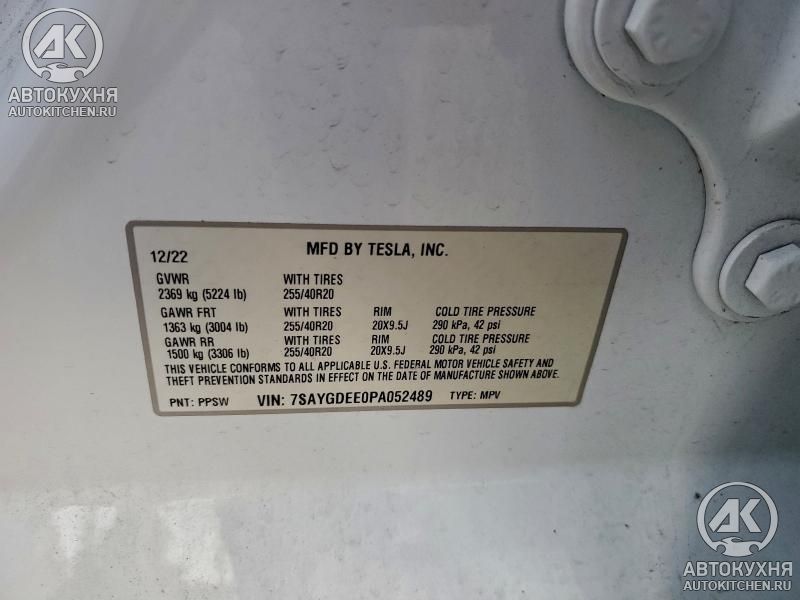 AK
АВТОКУХНЯ
AUTOKITCHEN.RU
12/22 MFD BY TESLA, INC.
GVWR WITH TIRES
2369 kg (5224 lb) 255/40R20
GAWR FRT WITH TIRES RIM COLD TIRE PRESSURE
1363 kg (3004 lb) 255/40R20 20X9.5J 290 kPa, 42 psi
GAWR RR WITH TIRES RIM COLD TIRE PRESSURE
1500 kg (3306 lb) 255/40R20 20X9.5J 290 kPa, 42 psi
THIS VEHICLE CONFORMS TO ALL APPLICABLE U.S. FEDERAL MOTOR VEHICLE SAFETY AND
THEFT PREVENTION STANDARDS IN EFFECT ON THE DATE OF MANUFACTURE SHOWN ABOVE.
PNT: PPSW VIN: 7SAYGDEE0PA052489 TYPE: MPV
AK
АВТОКУХНЯ
AUTOKITCHEN.RU